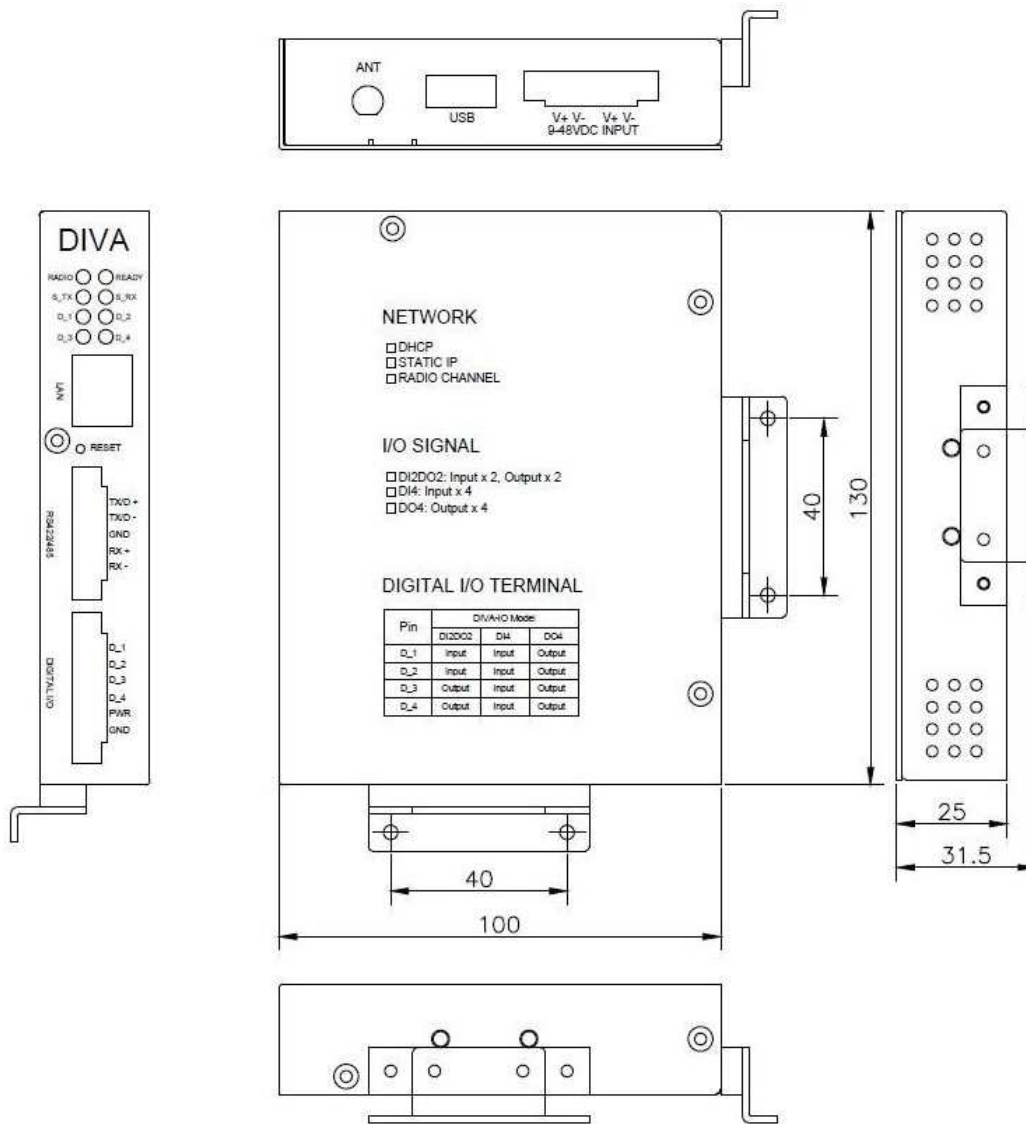 ANT
USB
V+ V- V+ V-
9-48VDC INPUT
DIVA
RADIO READY
S_TX S_RX
D_1 D_2
D_3 D_4
LAN
RESET
RS422/485
TX/D +
TX/D -
GND
RX +
RX -
DIGITAL I/O
D_1
D_2
D_3
D_4
PWR
GND
NETWORK
DHCP
STATIC IP
RADIO CHANNEL
I/O SIGNAL
DI2DO2: Input x 2, Output x 2
DI4: Input x 4
DO4: Output x 4
DIGITAL I/O TERMINAL
Pin DIVA-IO Model
DI2DO2 DI4 DO4
D_1 Input Input Output
D_2 Input Input Output
D_3 Output Input Output
D_4 Output Input Output
40
130
40
100
25
31.5